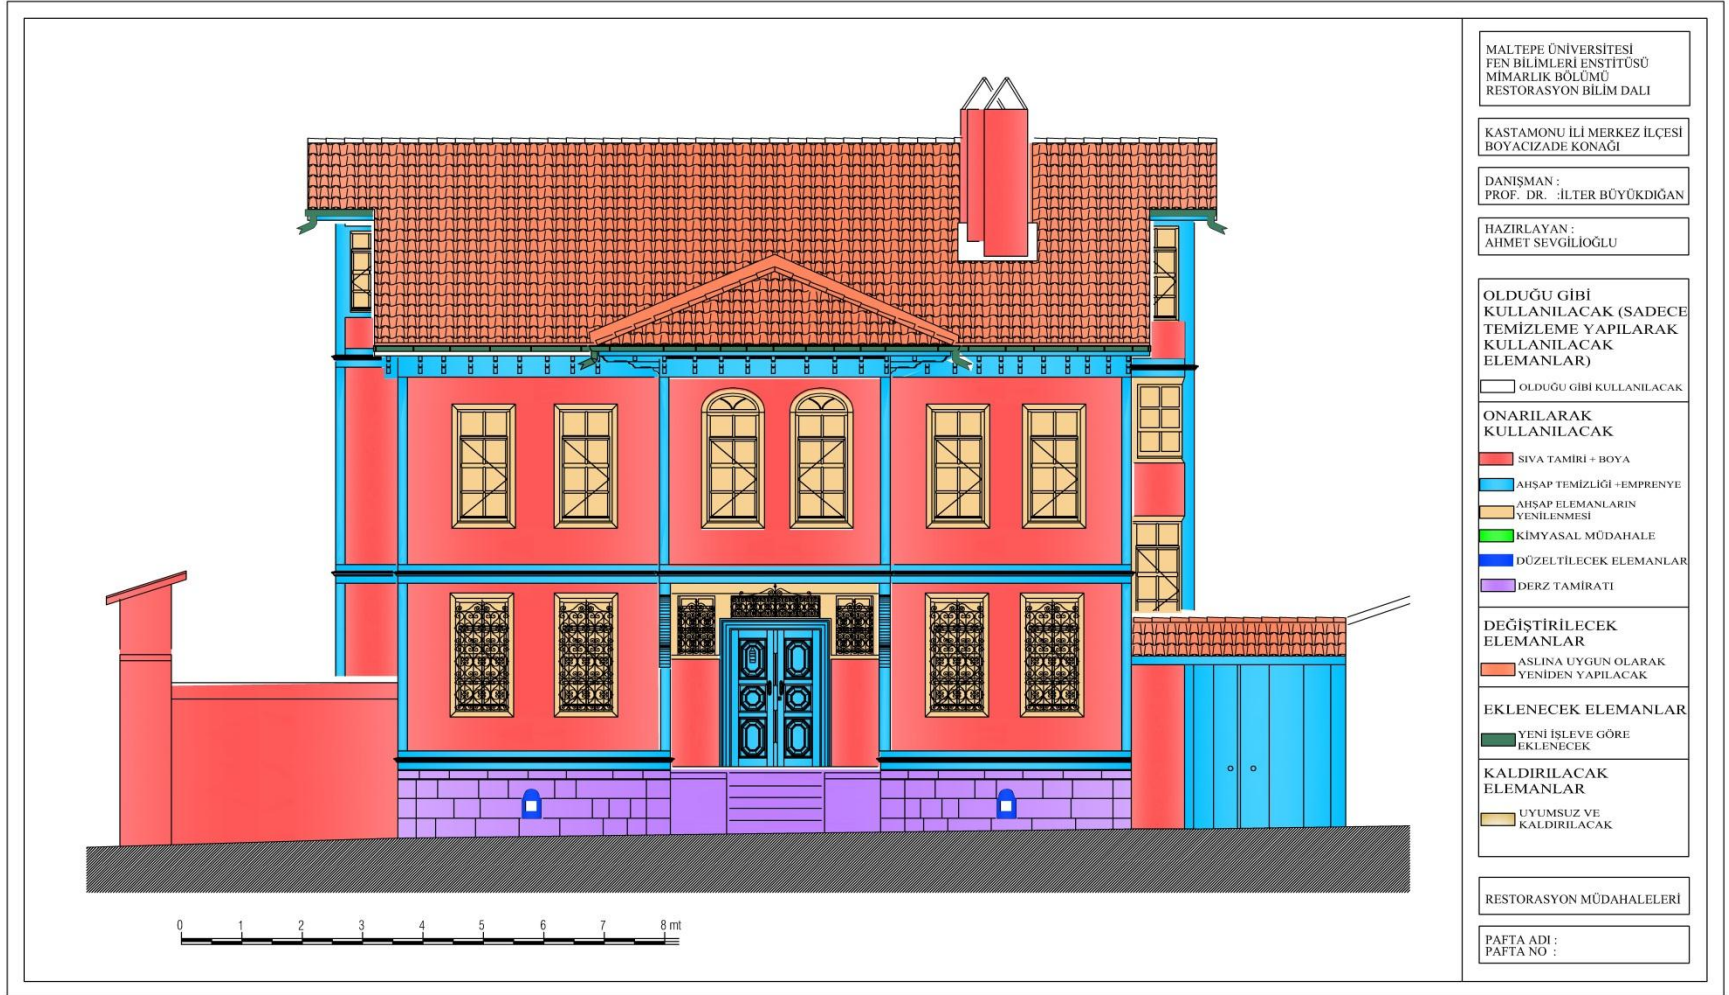 MALTEPE ÜNİVERSİTESİ
FEN BİLİMLERİ ENSTİTÜSÜ
MİMARLIK BÖLÜMÜ
RESTORASYON BİLİM DALI
KASTAMONU İLİ MERKEZ İLÇESİ
BOYACIZADE KONAĞI
DANIŞMAN :
PROF. DR. :İLTER BÜYÜKDIĞAN
HAZIRLAYAN :
AHMET SEVGİLİOĞLU
OLDUĞU GİBİ
KULLANILACAK (SADECE
TEMİZLEME YAPILARAK
KULLANILACAK
ELEMANLAR)
OLDUĞU GİBİ KULLANILACAK
ONARILARAK
KULLANILACAK
SIVA TAMİRİ + BOYA
AHŞAP TEMİZLİĞİ +EMPRENYE
AHŞAP ELEMANLARIN
YENİLENMESİ
KİMYASAL MÜDAHALE
DÜZELTİLECEK ELEMANLAR
DERZ TAMİRATI
DEĞİŞTİRİLECEK
ELEMANLAR
ASLINA UYGUN OLARAK
YENİDEN YAPILACAK
EKLENECEK ELEMANLAR
YENİ İŞLEVE GÖRE
EKLENECEK
KALDIRILACAK
ELEMANLAR
UYUMSUZ VE
KALDIRILACAK
RESTORASYON MÜDAHALELERİ
PAFTA ADI :
PAFTA NO :
0 1 2 3 4 5 6 7 8 mt